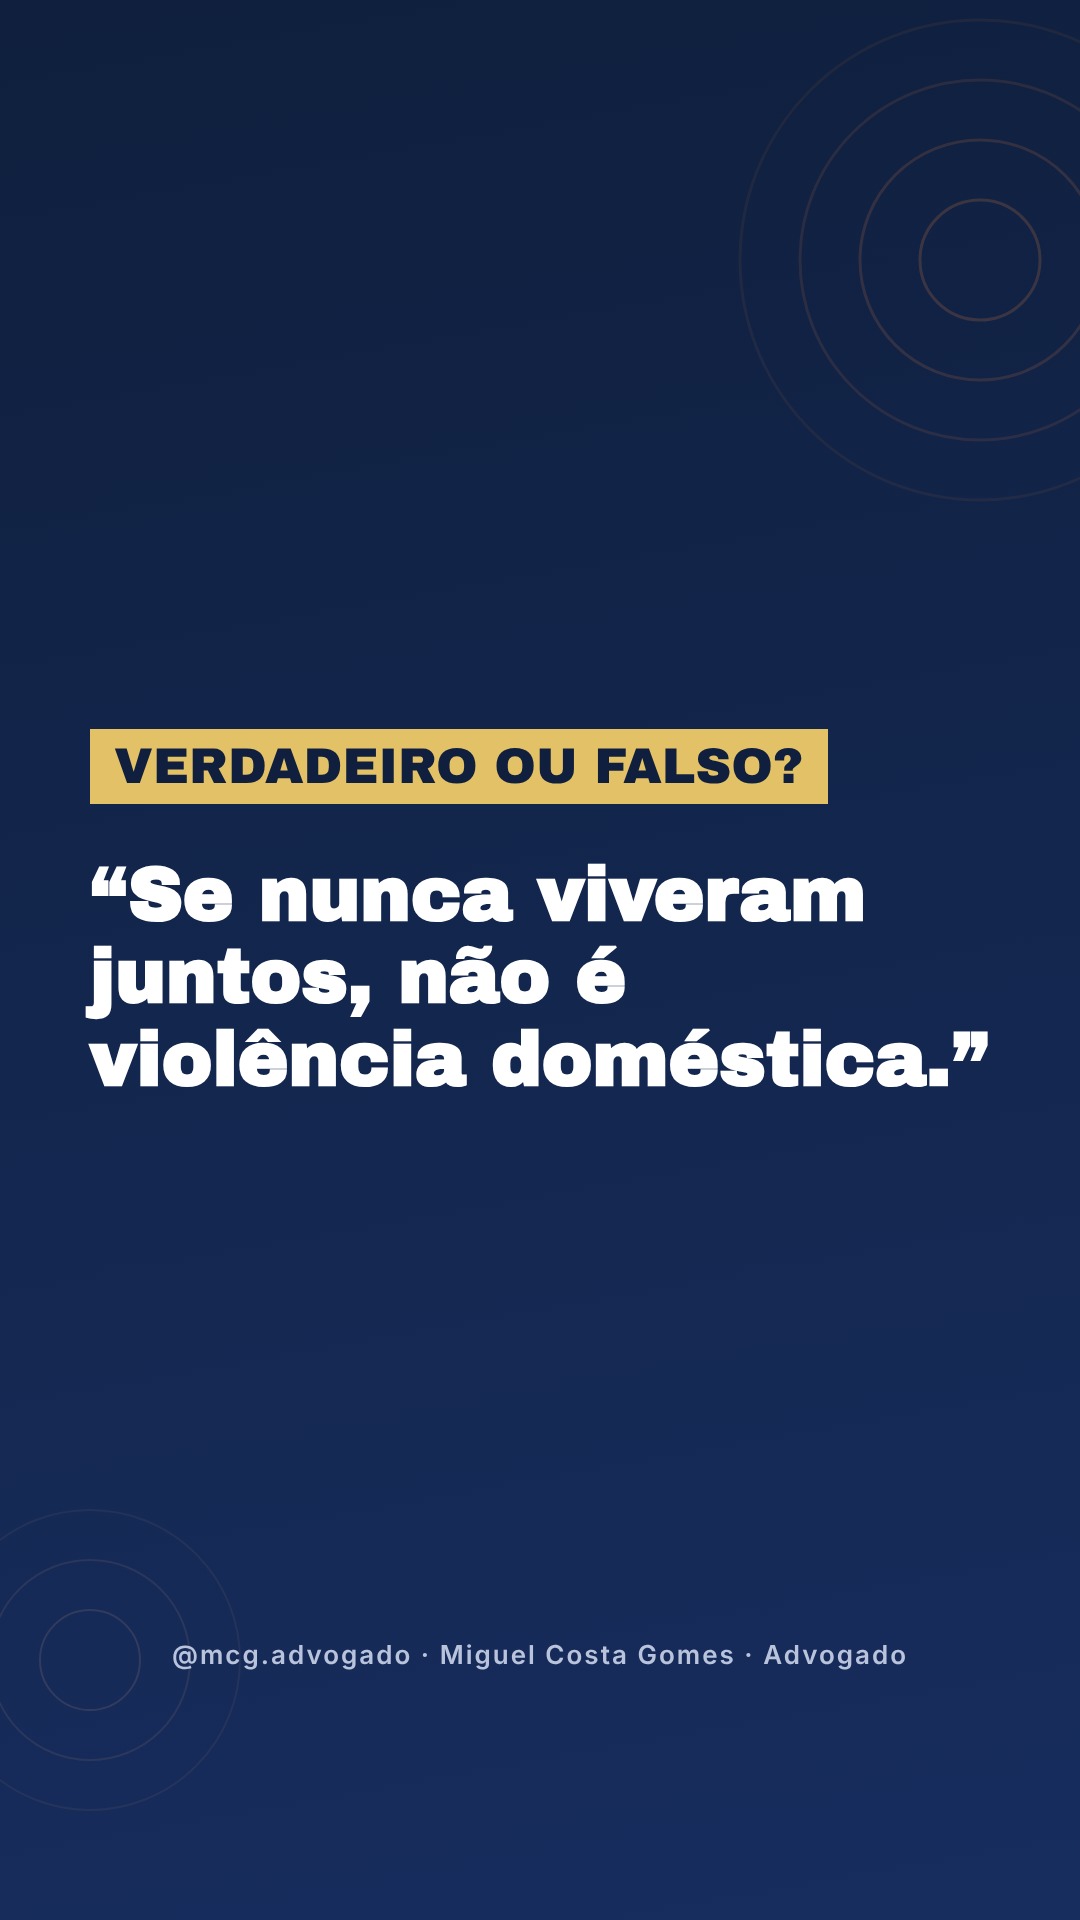 VERDADEIRO OU FALSO?
“Se nunca viveram
juntos, não é
violência doméstica.”
@mcg.advogado · Miguel Costa Gomes · Advogado